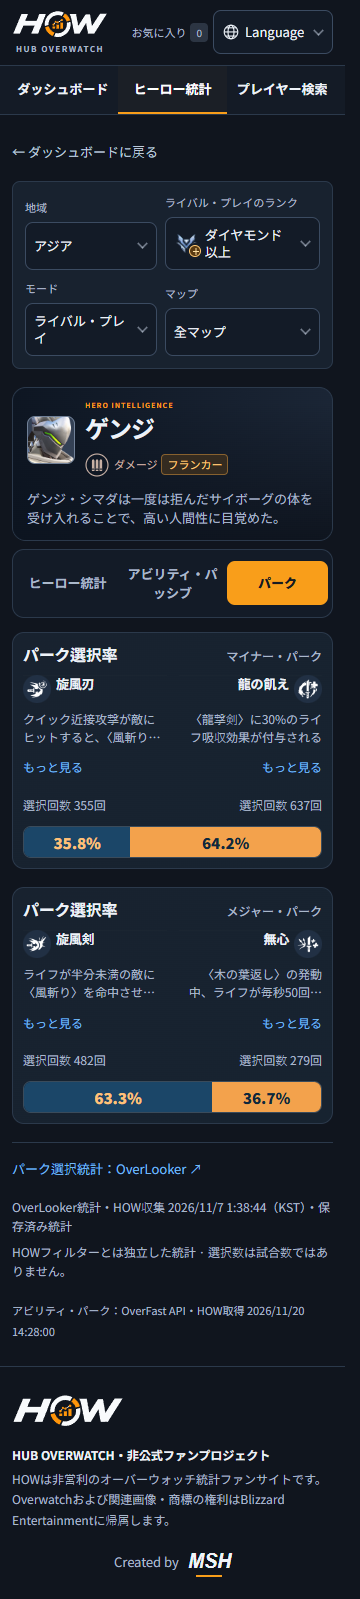 HOW
HUB OVERWATCH
お気に入り 0
Language
ダッシュボード
ヒーロー統計
プレイヤー検索
← ダッシュボードに戻る
地域
ライバル・プレイのランク
アジア
ダイヤモンド
以上
モード
マップ
ライバル・プレ
イ
全マップ
HERO INTELLIGENCE
ゲンジ
ダメージ フランカー
ゲンジ・シマダは一度は拒んだサイボーグの体を
受け入れることで、高い人間性に目覚めた。
ヒーロー統計
アビリティ・パ
ッシブ
パーク
パーク選択率
マイナー・パーク
旋風刃
龍の飢え
クイック近接攻撃が敵に
ヒットすると、〈風斬り…
〈龍撃剣〉に30%のライ
フ吸収効果が付与される
もっと見る
もっと見る
選択回数 355回
選択回数 637回
35.8%
64.2%
パーク選択率
メジャー・パーク
旋風剣
無心
ライフが半分未満の敵に
〈風斬り〉を命中させ…
〈木の葉返し〉の発動
中、ライフが毎秒50回…
もっと見る
もっと見る
選択回数 482回
選択回数 279回
63.3%
36.7%
パーク選択統計：OverLooker ↗
OverLooker統計・HOW収集 2026/11/7 1:38:44（KST）・保
存済み統計
HOWフィルターとは独立した統計 · 選択数は試合数ではあ
りません。
アビリティ・パーク：OverFast API・HOW取得 2026/11/20
14:28:00
HOW
HUB OVERWATCH・非公式ファンプロジェクト
HOWは非営利のオーバーウォッチ統計ファンサイトです。
Overwatchおよび関連画像・商標の権利はBlizzard
Entertainmentに帰属します。
Created by MSH